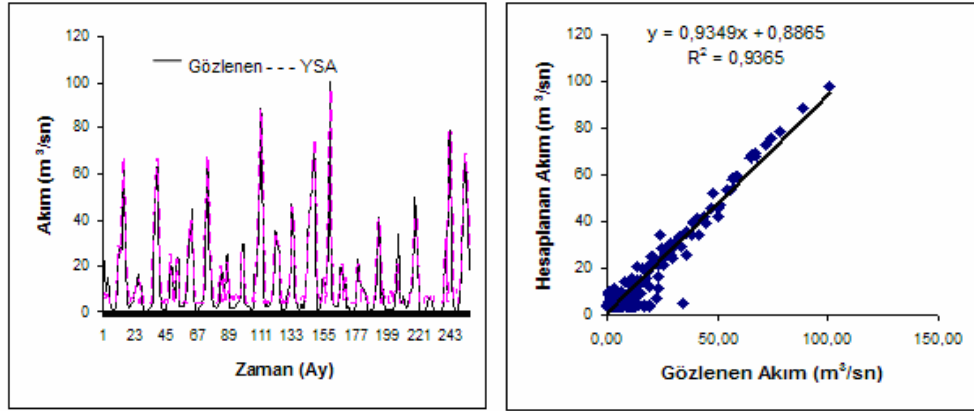 120
100
80
60
40
20
0
Akım (m³/sn)
Gözlenen - - - YSA
1 23 45 67 89 111 133 155 177 199 221 243
Zaman (Ay)
y = 0,9349x + 0,8865
R² = 0,9365
120
100
80
60
40
20
0
Hesaplanan Akım (m³/sn)
0,00 50,00 100,00 150,00
Gözlenen Akım (m³/sn)